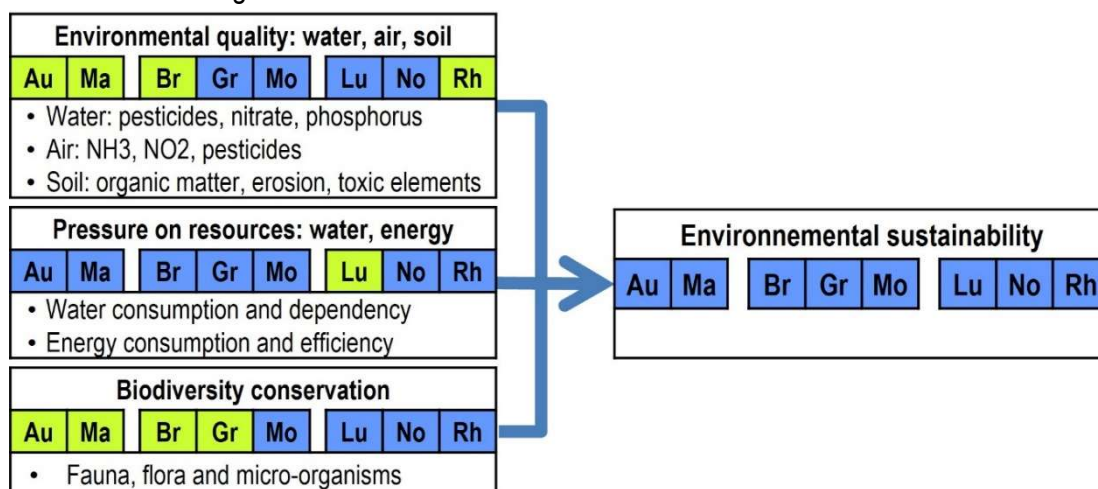 Environmental quality: water, air, soil
Au Ma Br Gr Mo Lu No Rh
• Water: pesticides, nitrate, phosphorus
• Air: NH3, NO2, pesticides
• Soil: organic matter, erosion, toxic elements
Pressure on resources: water, energy
Au Ma Br Gr Mo Lu No Rh
• Water consumption and dependency
• Energy consumption and efficiency
Biodiversity conservation
Au Ma Br Gr Mo Lu No Rh
• Fauna, flora and micro-organisms
Environnemental sustainability
Au Ma Br Gr Mo Lu No Rh